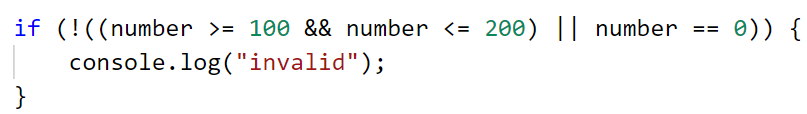 if (!((number >= 100 && number <= 200) || number == 0)) {
    console.log("invalid");
}